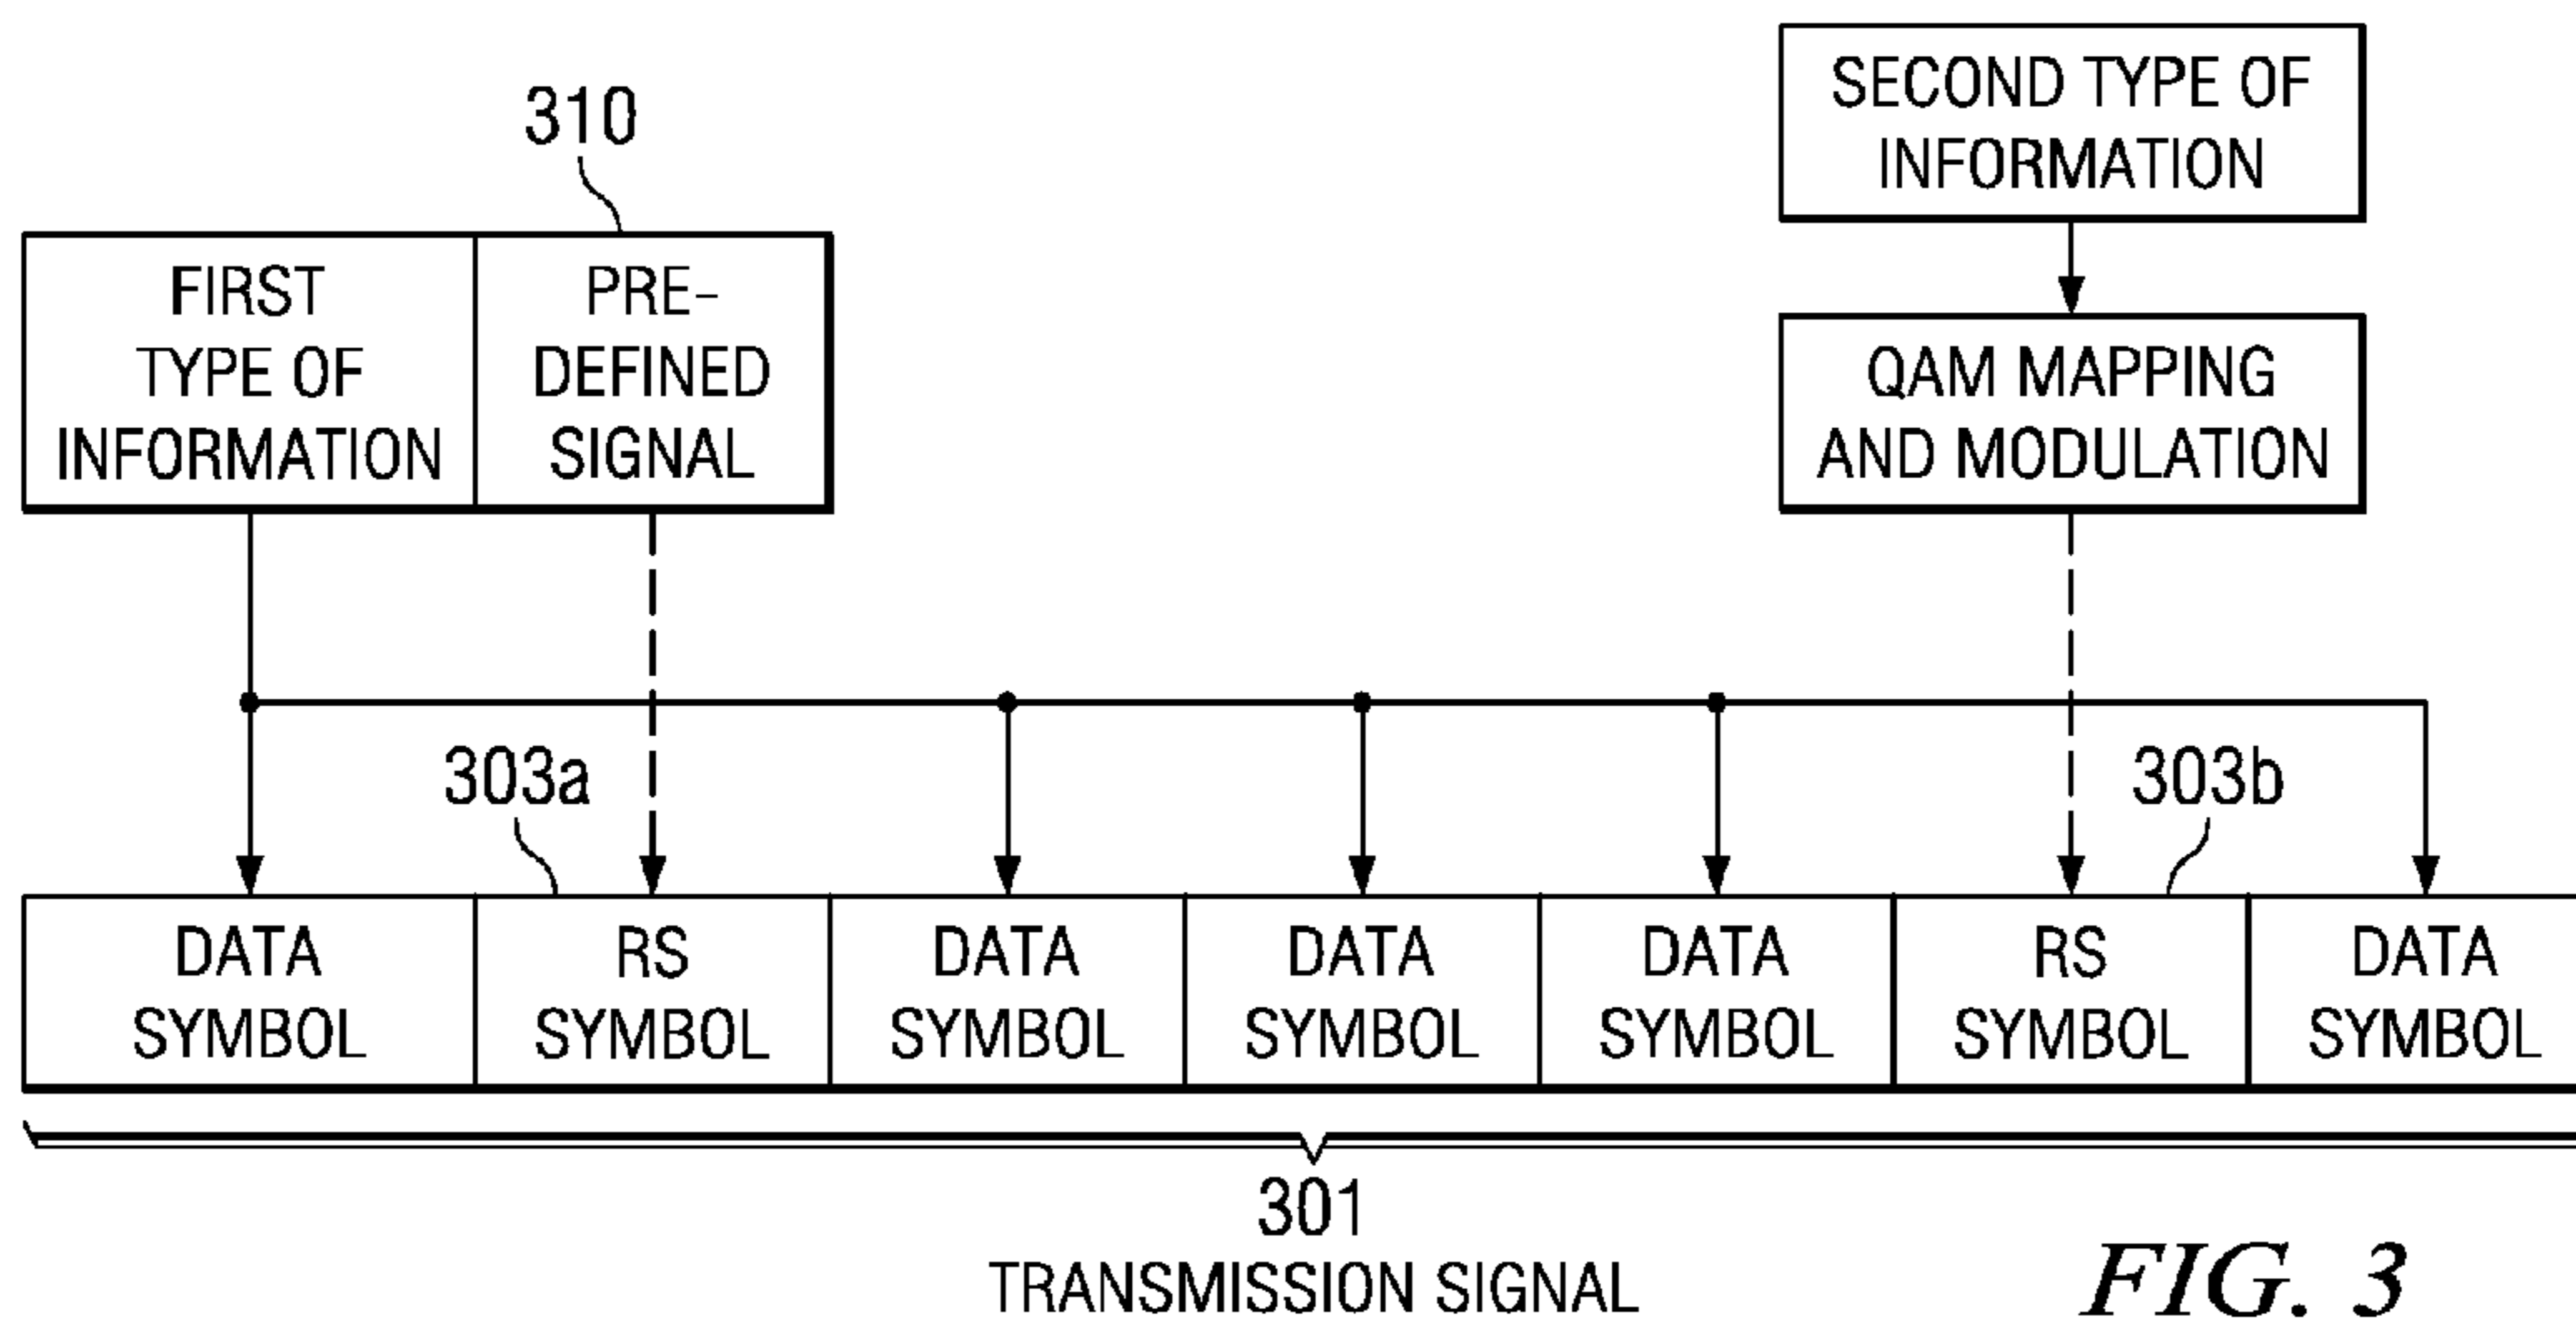 310
FIRST
TYPE OF
INFORMATION
PRE-
DEFINED
SIGNAL
SECOND TYPE OF
INFORMATION
QAM MAPPING
AND MODULATION
303a
303b
DATA
SYMBOL
RS
SYMBOL
DATA
SYMBOL
DATA
SYMBOL
DATA
SYMBOL
RS
SYMBOL
DATA
SYMBOL
301
TRANSMISSION SIGNAL
FIG. 3